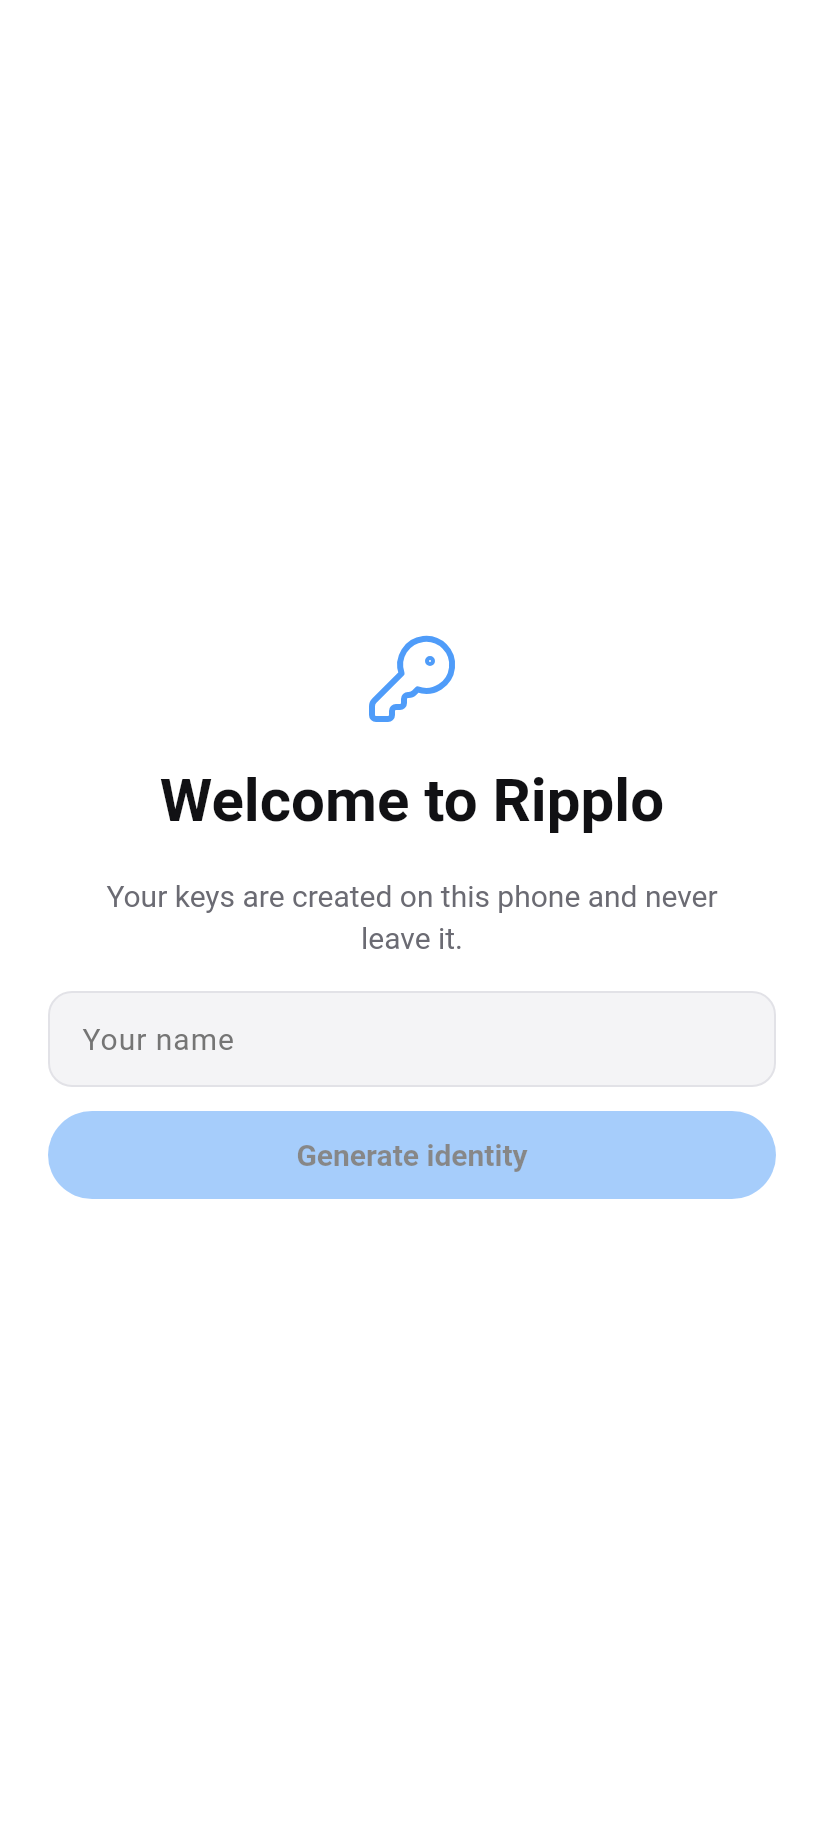 Welcome to Ripplo
Your keys are created on this phone and never
leave it.
Your name
Generate identity